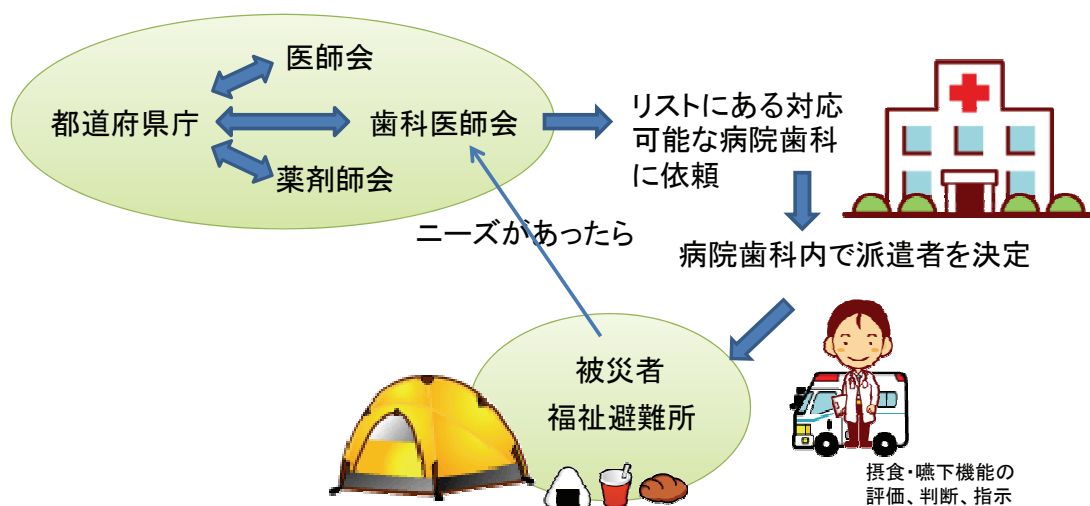 医師会
都道府県庁
歯科医師会
薬剤師会
リストにある対応
可能な病院歯科
に依頼
ニーズがあったら
病院歯科内で派遣者を決定
被災者
福祉避難所
摂食・嚥下機能の
評価、判断、指示